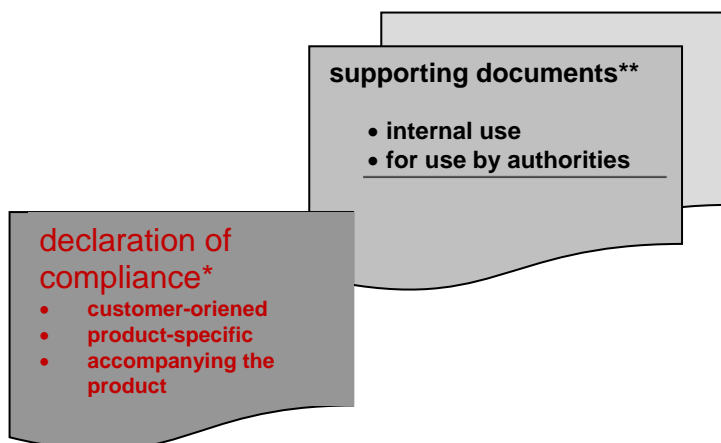 supporting documents**
• internal use
• for use by authorities
declaration of
compliance*
• customer-oriened
• product-specific
• accompanying the
product